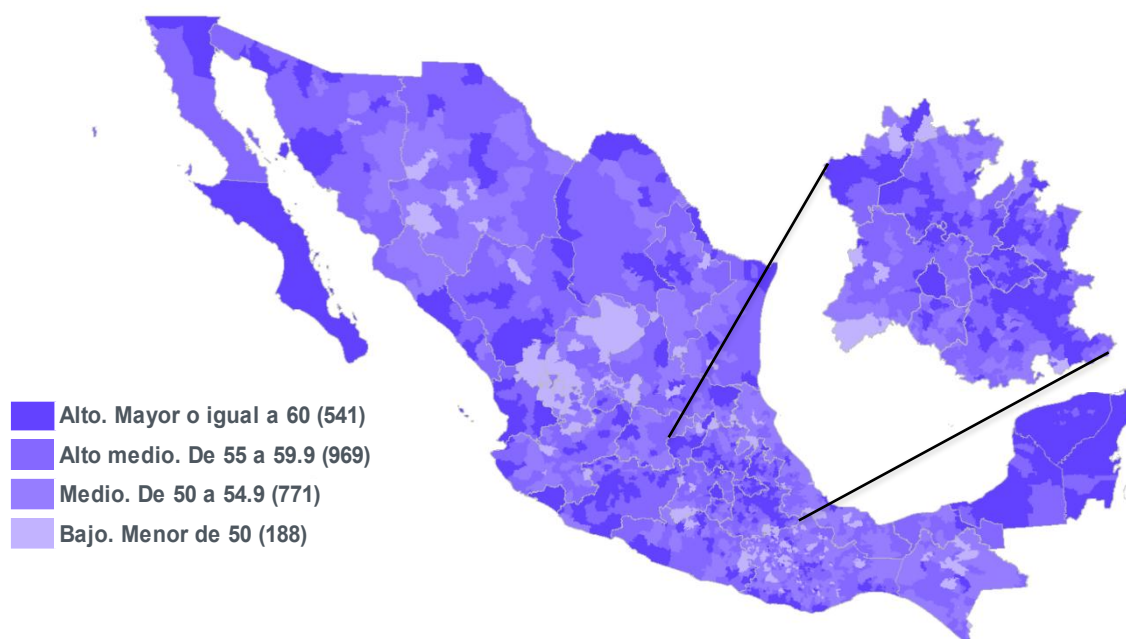 Alto. Mayor o igual a 60 (541)
Alto medio. De 55 a 59.9 (969)
Medio. De 50 a 54.9 (771)
Bajo. Menor de 50 (188)